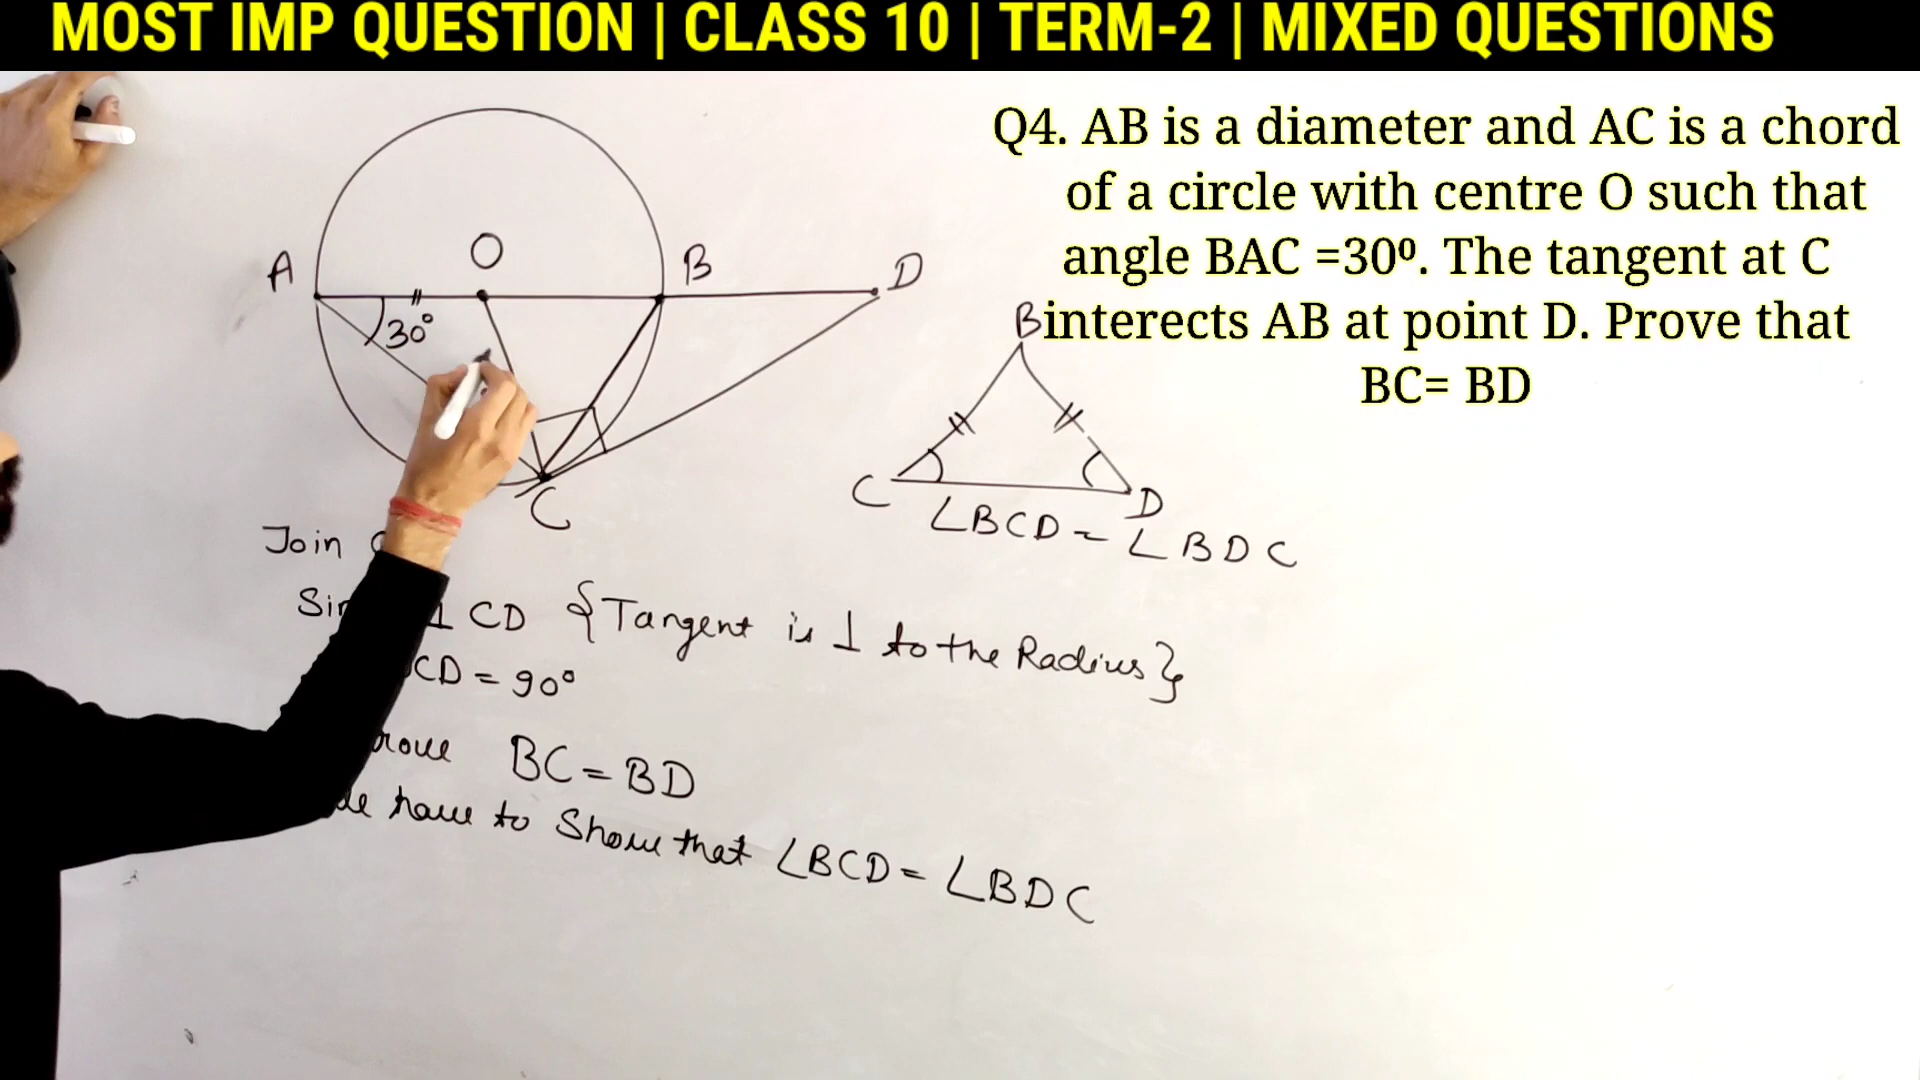 MOST IMP QUESTION | CLASS 10 | TERM-2 | MIXED QUESTIONS
Q4. AB is a diameter and AC is a chord
of a circle with centre O such that
angle BAC =30⁰. The tangent at C
interects AB at point D. Prove that
BC= BD
A
O
B
D
30°
C
B
C
D
∠BCD = ∠BDC
Join
⊥ CD {Tangent is ⊥ to the Radius}
CD = 90°
BC = BD
have to Show that ∠BCD = ∠BDC